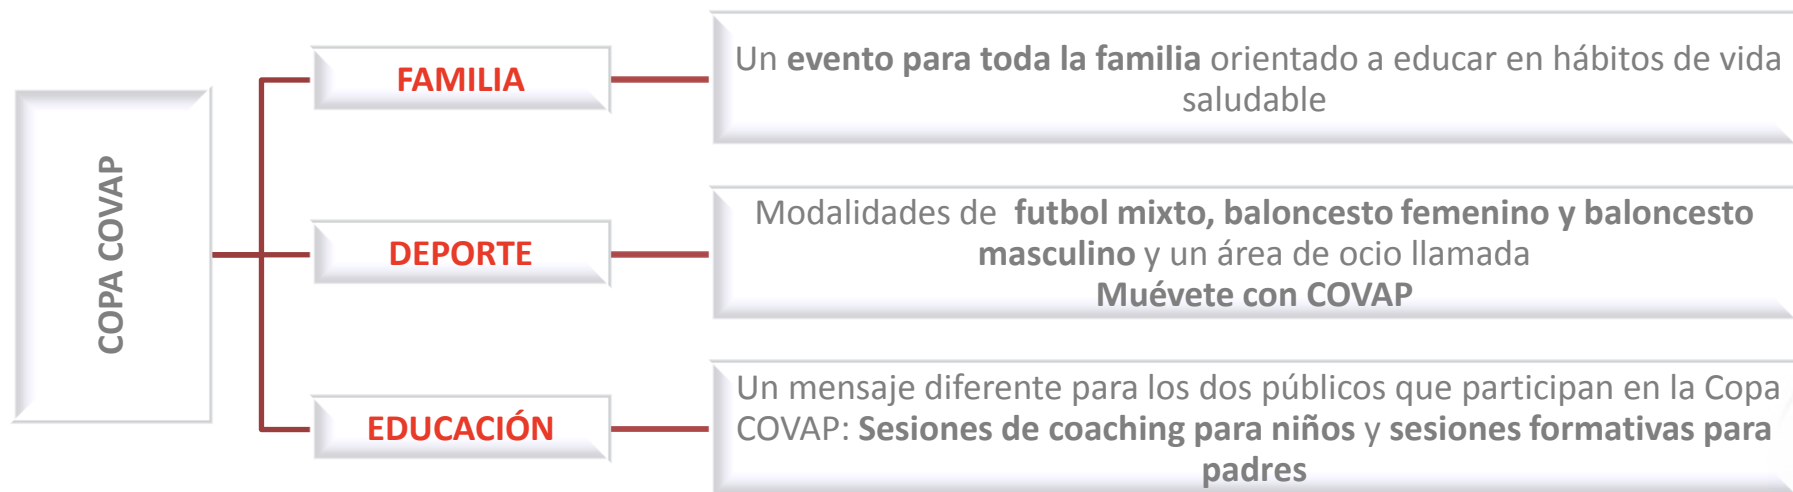 COPA COVAP
FAMILIA
Un evento para toda la familia orientado a educar en hábitos de vida
saludable
DEPORTE
Modalidades de  futbol mixto, baloncesto femenino y baloncesto
masculino y un área de ocio llamada
Muévete con COVAP
EDUCACIÓN
Un mensaje diferente para los dos públicos que participan en la Copa
COVAP: Sesiones de coaching para niños y sesiones formativas para
padres